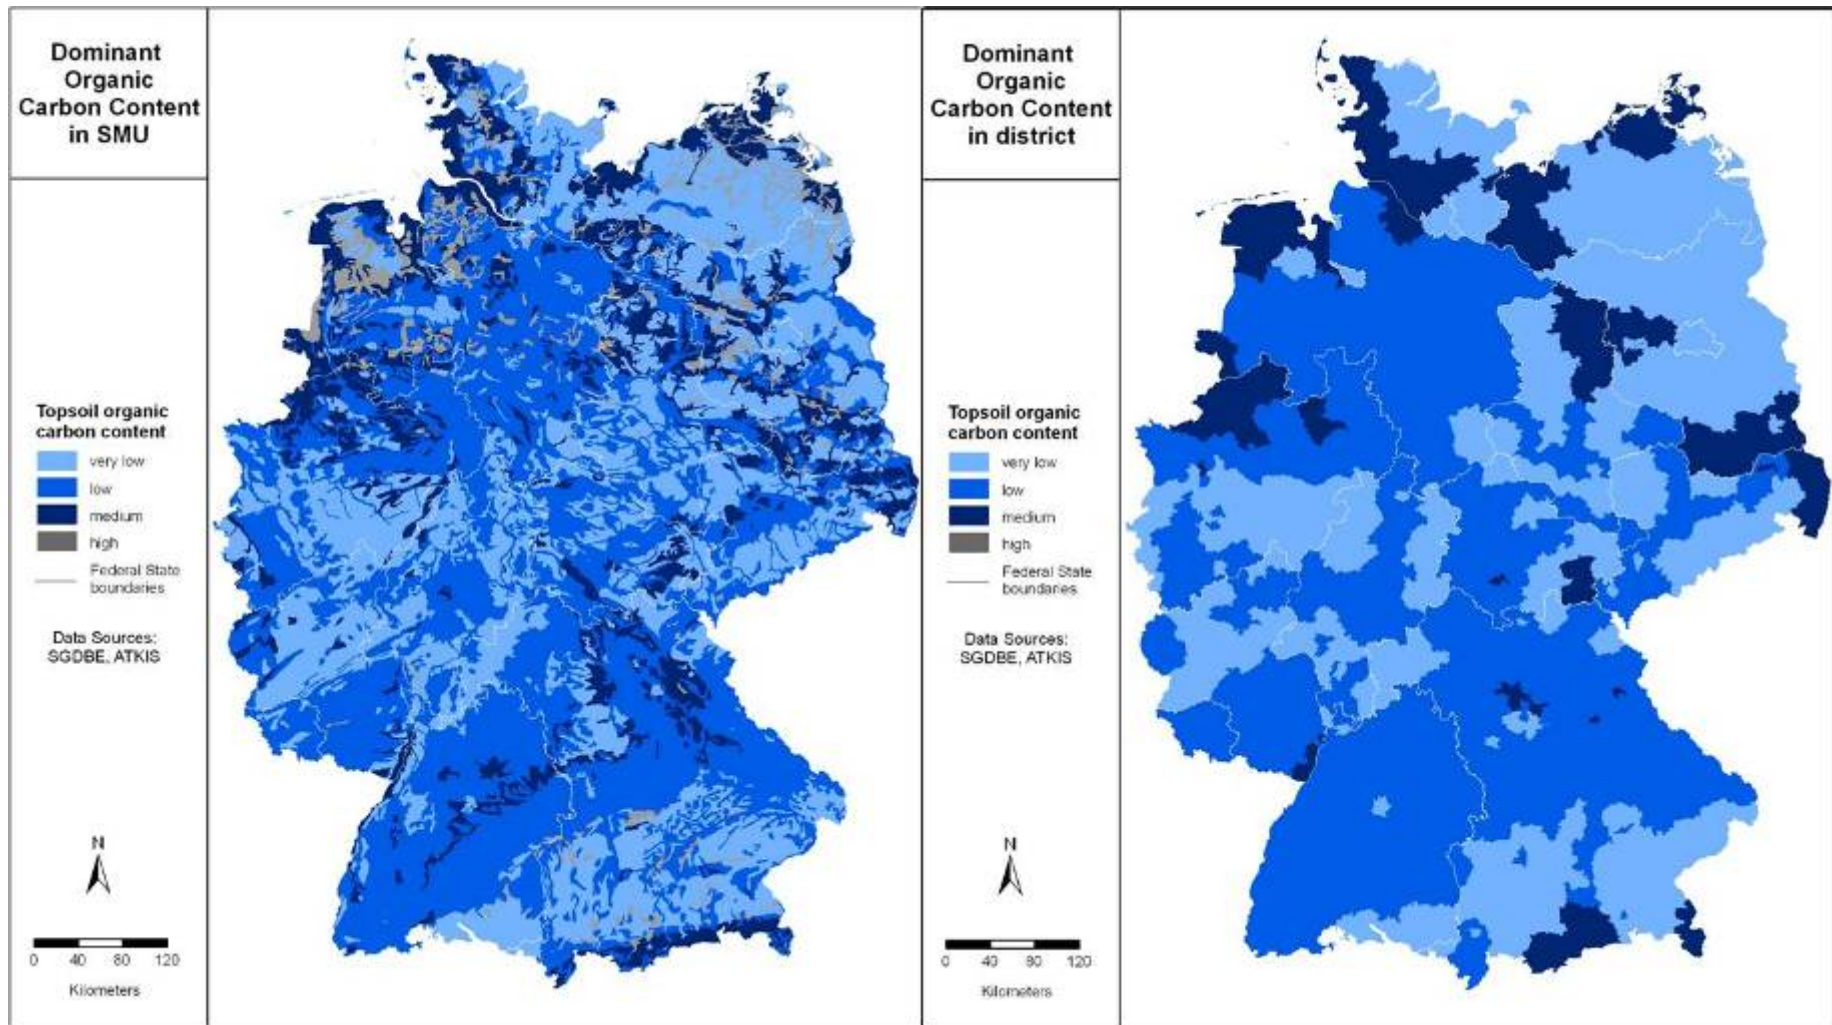 Dominant
Organic
Carbon Content
in SMU
Topsoil organic
carbon content
very low
low
medium
high
Federal State
boundaries
Data Sources:
SGDBE, ATKIS
N
0 40 80 120
Kilometers
Dominant
Organic
Carbon Content
in district
Topsoil organic
carbon content
very low
low
medium
high
Federal State
boundaries
Data Sources:
SGDBE, ATKIS
N
0 40 80 120
Kilometers